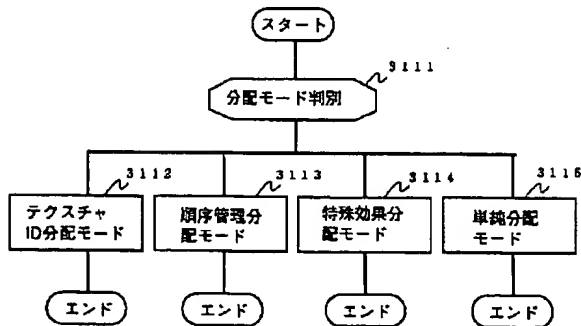 スタート
3111
分配モード判別
3112
3113
3114
3115
テクスチャ
ID分配モード
順序管理分
配モード
特殊効果分
配モード
単純分配
モード
エンド
エンド
エンド
エンド